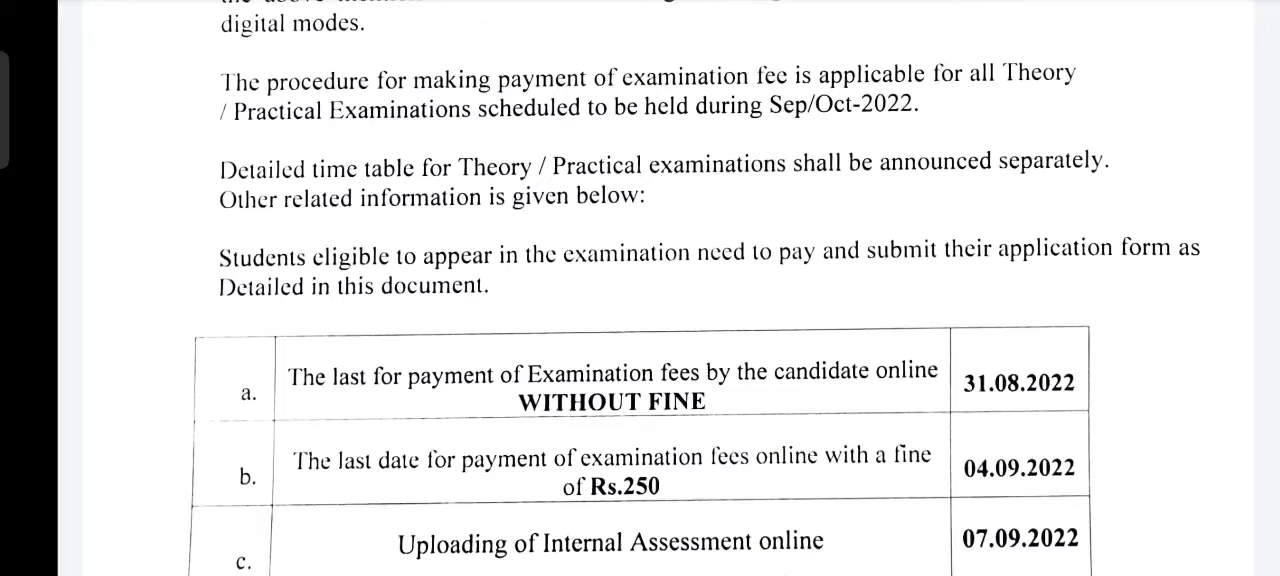 digital modes.
The procedure for making payment of examination fee is applicable for all Theory
/ Practical Examinations scheduled to be held during Sep/Oct-2022.
Detailed time table for Theory / Practical examinations shall be announced separately.
Other related information is given below:
Students eligible to appear in the examination need to pay and submit their application form as
Detailed in this document.
a. The last for payment of Examination fees by the candidate online 31.08.2022
WITHOUT FINE
b. The last date for payment of examination fees online with a fine 04.09.2022
of Rs.250
c. Uploading of Internal Assessment online 07.09.2022